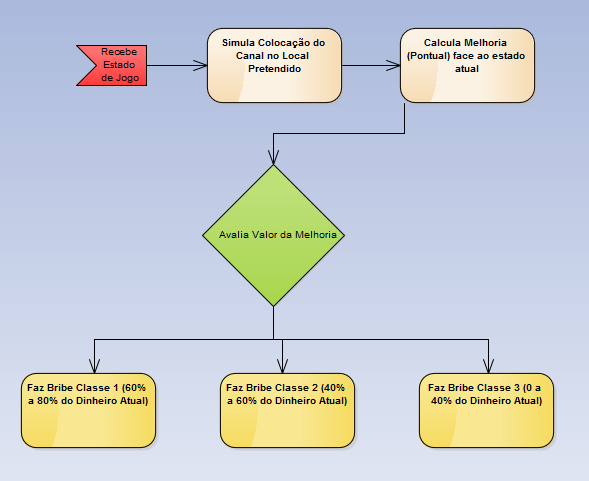 Recebe
Estado
de Jogo
Simula Colocação do
Canal no Local
Pretendido
Calcula Melhoria
(Pontual) face ao estado
atual
Avalia Valor da Melhoria
Faz Bribe Classe 1 (60%
a 80% do Dinheiro Atual)
Faz Bribe Classe 2 (40%
a 60% do Dinheiro Atual)
Faz Bribe Classe 3 (0 a
40% do Dinheiro Atual)